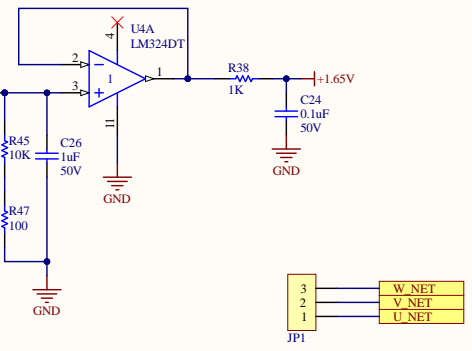 U4A
LM324DT
4
2
3
1
1
11
GND
R38
1K
+1.65V
C24
0.1uF
50V
GND
R45
10K
C26
1uF
50V
R47
100
GND
3
W_NET
2
V_NET
1
U_NET
JP1